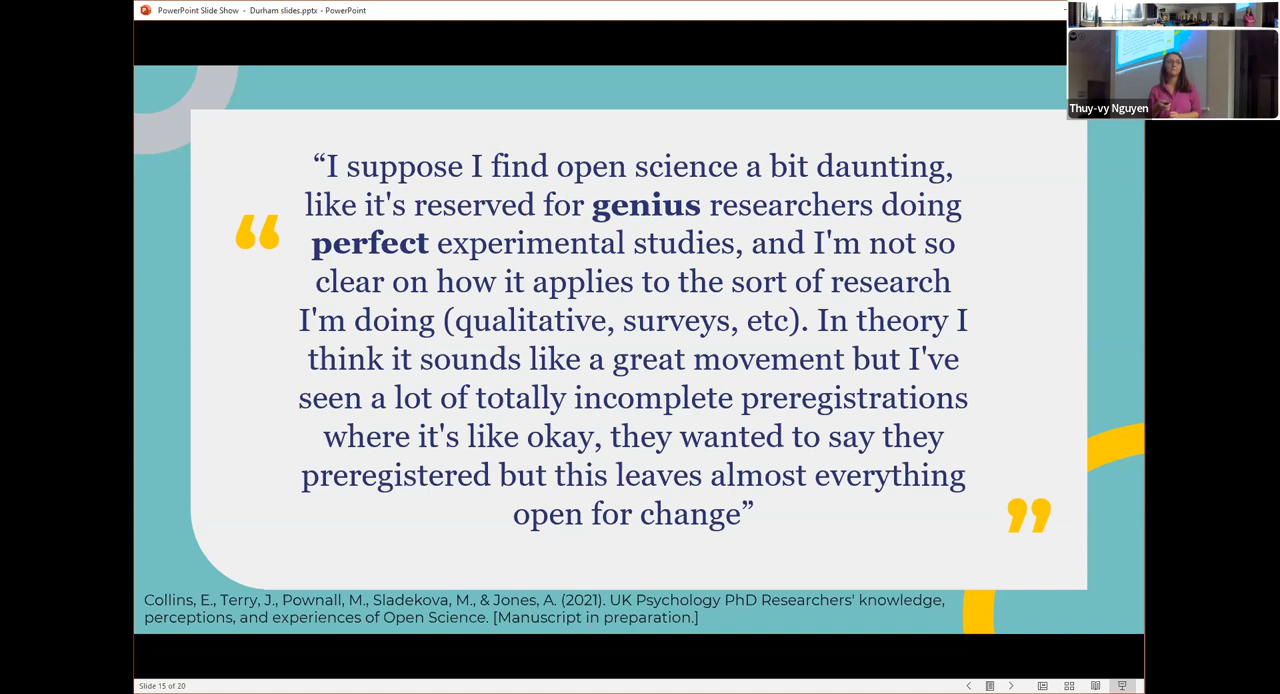 PowerPoint Slide Show - Durham slides.pptx - PowerPoint
Thuy-vy Nguyen
“I suppose I find open science a bit daunting,
like it's reserved for genius researchers doing
perfect experimental studies, and I'm not so
clear on how it applies to the sort of research
I'm doing (qualitative, surveys, etc). In theory I
think it sounds like a great movement but I've
seen a lot of totally incomplete preregistrations
where it's like okay, they wanted to say they
preregistered but this leaves almost everything
open for change”
Collins, E., Terry, J., Pownall, M., Sladekova, M., & Jones, A. (2021). UK Psychology PhD Researchers' knowledge,
perceptions, and experiences of Open Science. [Manuscript in preparation.]
Slide 15 of 20